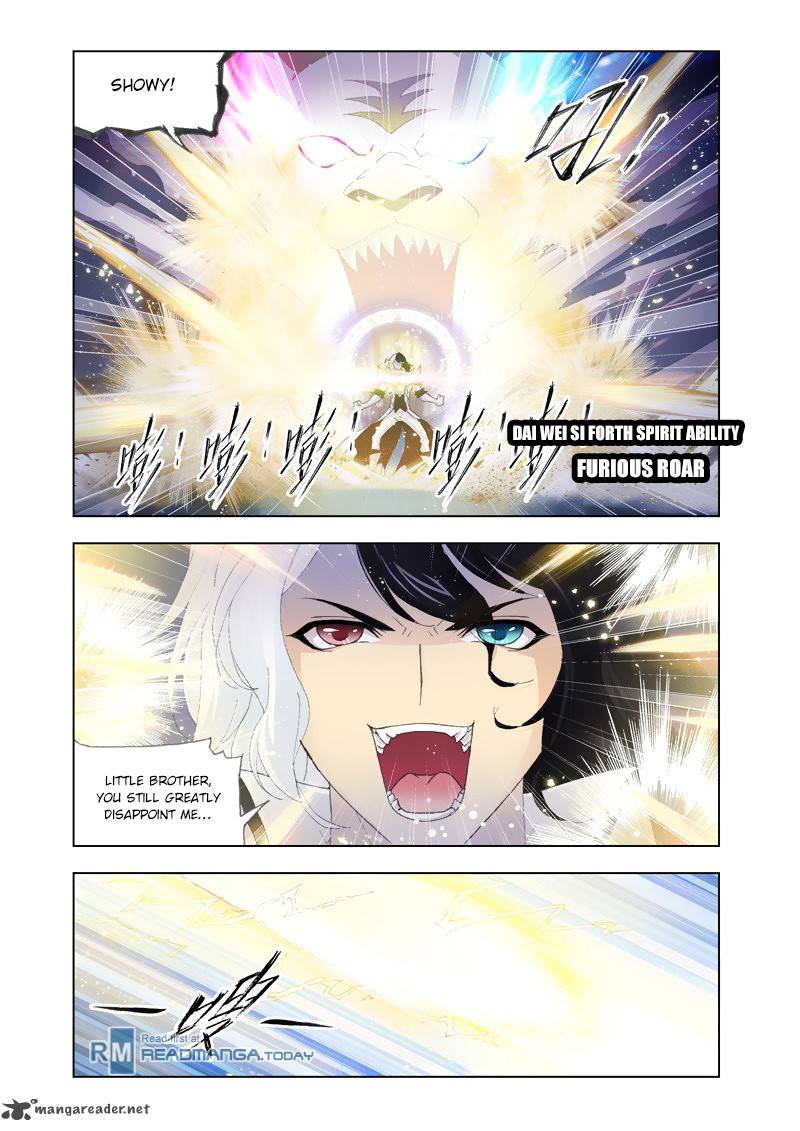 SHOWY!
吼!
嘭! 嘭! 嘭! 嘭! 嘭!
DAI WEI SI FORTH SPIRIT ABILITY
FURIOUS ROAR
LITTLE BROTHER,
YOU STILL GREATLY
DISAPPOINT ME...
RM
Read first at
READMANGA.TODAY
mangareader.net